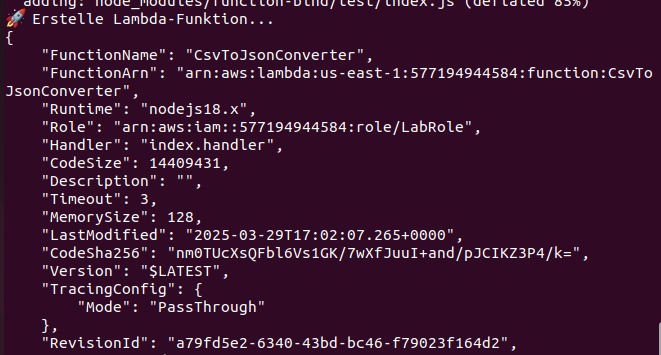 adding: node_modules/function-bind/test/index.js (deflated 85%)
🚀 Erstelle Lambda-Funktion...
{
    "FunctionName": "CsvToJsonConverter",
    "FunctionArn": "arn:aws:lambda:us-east-1:577194944584:function:CsvTo
JsonConverter",
    "Runtime": "nodejs18.x",
    "Role": "arn:aws:iam::577194944584:role/LabRole",
    "Handler": "index.handler",
    "CodeSize": 14409431,
    "Description": "",
    "Timeout": 3,
    "MemorySize": 128,
    "LastModified": "2025-03-29T17:02:07.265+0000",
    "CodeSha256": "nm0TUcXsQFbl6Vs1GK/7wXfJuuI+and/pJCIKZ3P4/k=",
    "Version": "$LATEST",
    "TracingConfig": {
        "Mode": "PassThrough"
    },
    "RevisionId": "a79fd5e2-6340-43bd-bc46-f79023f164d2",